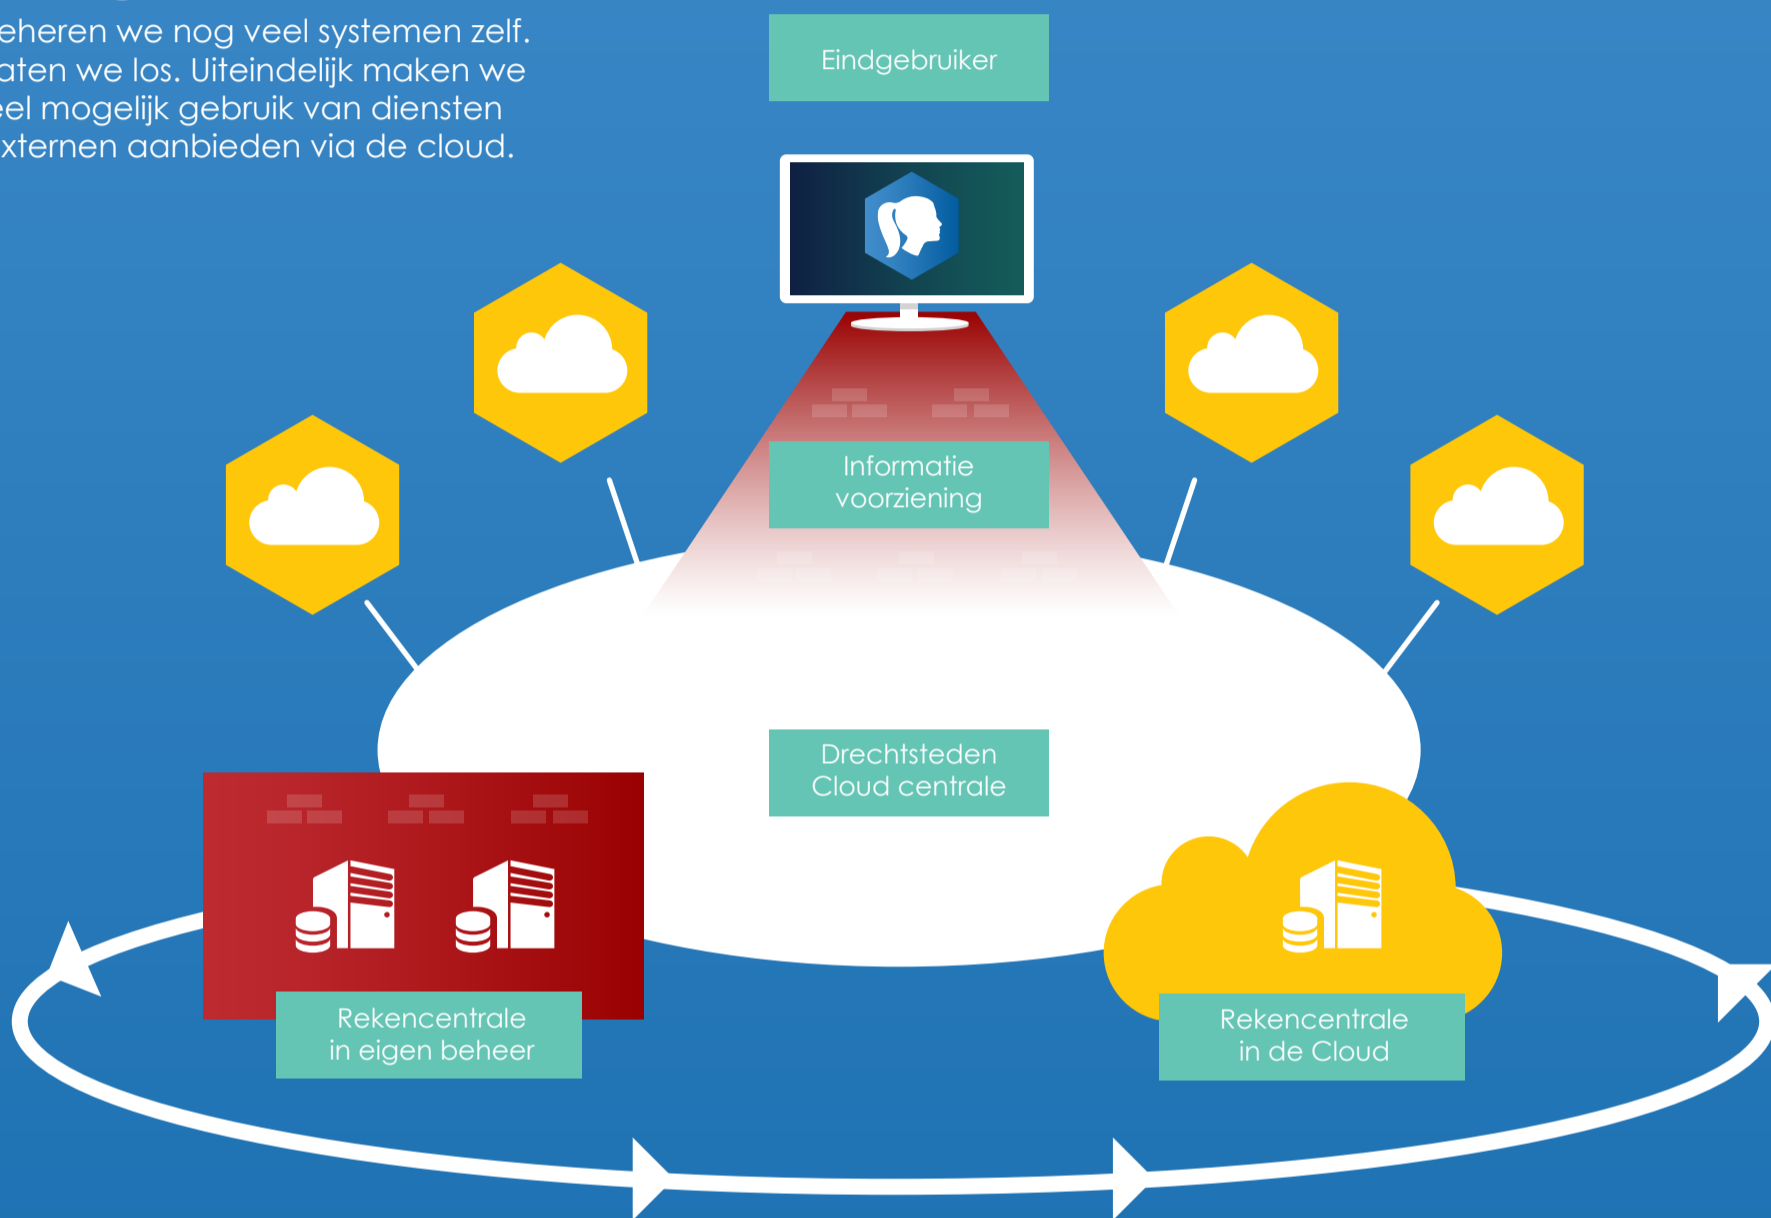 eheren we nog veel systemen zelf.
aten we los. Uiteindelijk maken we
eel mogelijk gebruik van diensten
xternen aanbieden via de cloud.
Eindgebruiker
Informatie
voorziening
Drechtsteden
Cloud centrale
Rekencentrale
in eigen beheer
Rekencentrale
in de Cloud